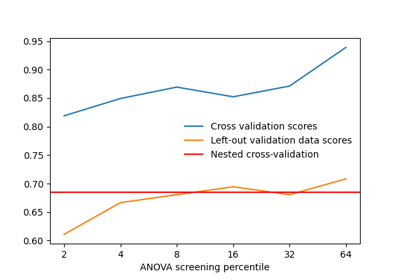 0.95
0.90
0.85
0.80
0.75
0.70
0.65
0.60
Cross validation scores
Left-out validation data scores
Nested cross-validation
2 4 8 16 32 64
ANOVA screening percentile